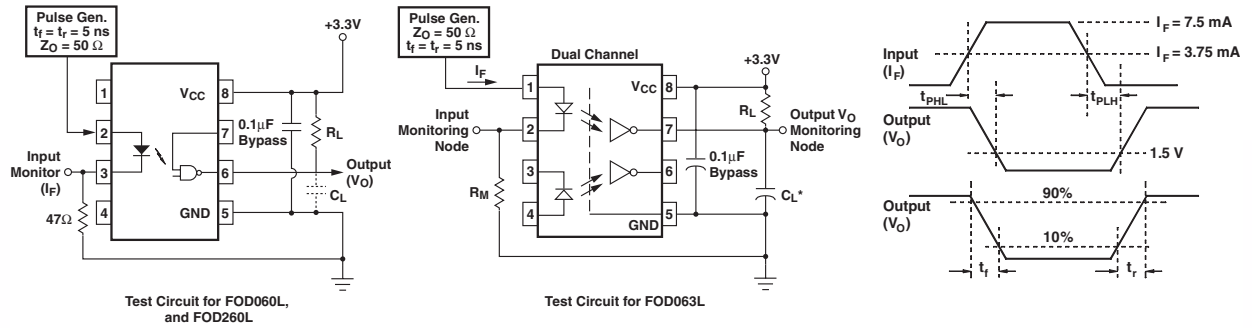 Pulse Gen.
tf = tr = 5 ns
ZO = 50 Ω
+3.3V
1
2
3
4
VCC
8
7
6
5
GND
0.1µF
Bypass
RL
CL
Input
Monitor
(IF)
47Ω
Output
(VO)
Test Circuit for FOD060L,
and FOD260L
Pulse Gen.
ZO = 50 Ω
tf = tr = 5 ns
IF
Dual Channel
+3.3V
1
2
3
4
VCC
8
7
6
5
GND
RL
Input
Monitoring
Node
RM
0.1µF
Bypass
CL*
Output VO
Monitoring
Node
Test Circuit for FOD063L
Input
(IF)
IF = 7.5 mA
IF = 3.75 mA
tPHL
tPLH
Output
(VO)
1.5 V
Output
(VO)
90%
10%
tf
tr